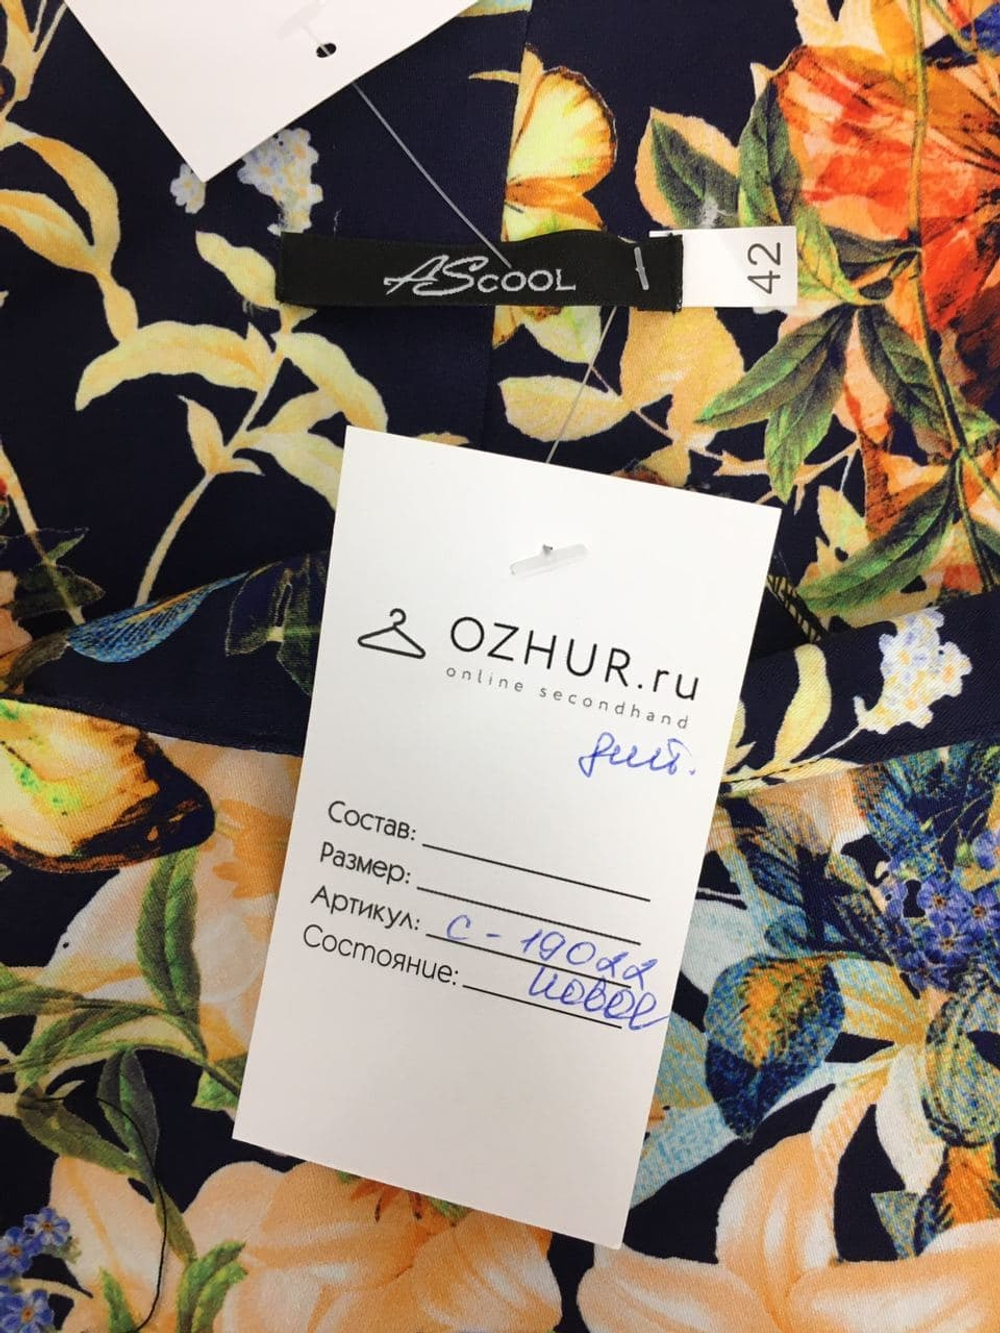 ASCOOL
42
OZHUR.ru
online secondhand
Состав:
Размер:
Артикул: С - 19022
Состояние: новое